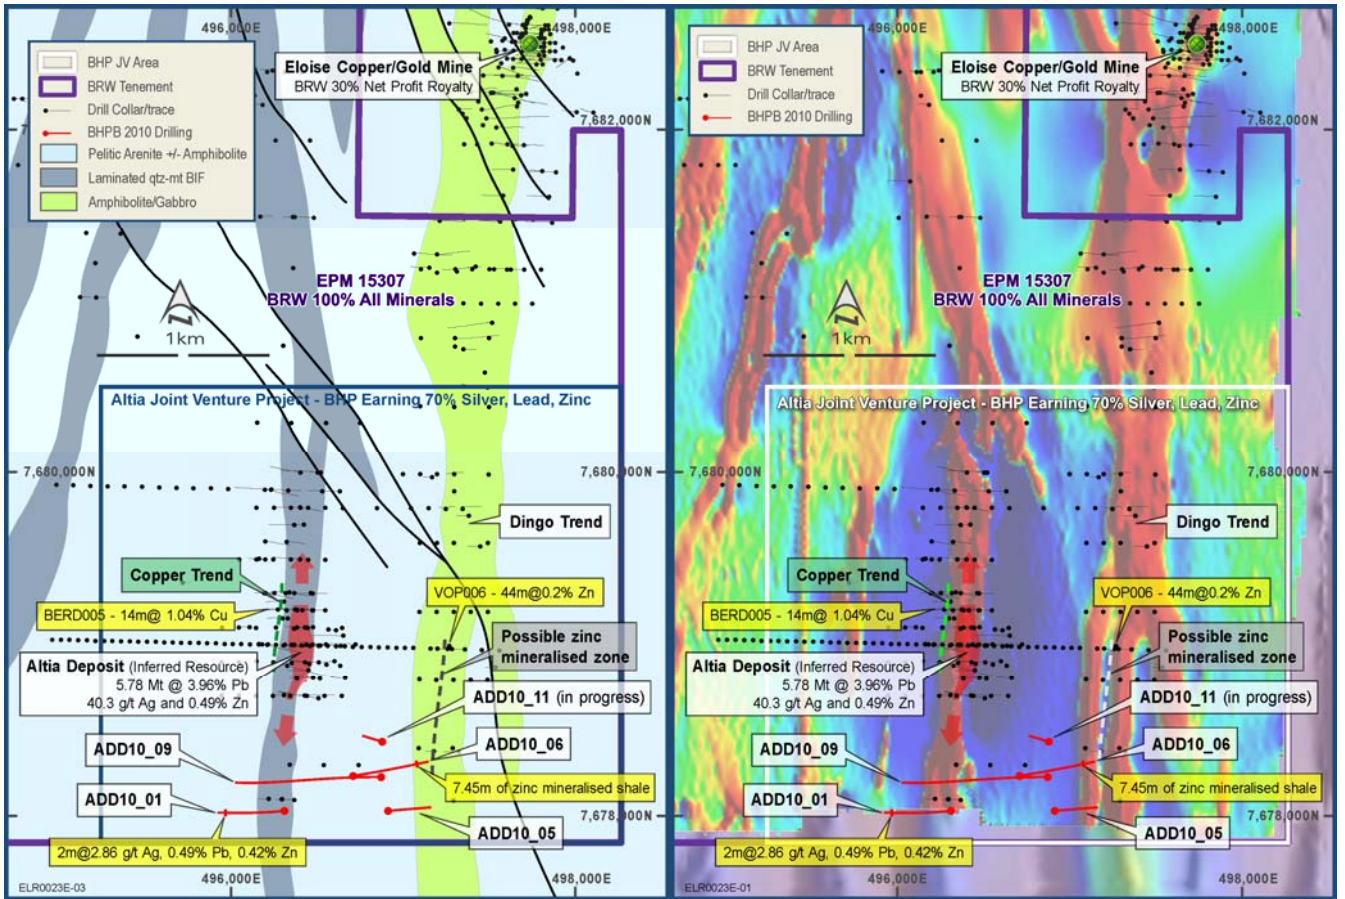 496,000E
498,000E
BHP JV Area
BRW Tenement
Drill Collar/trace
BHPB 2010 Drilling
Pelitic Arenite +/- Amphibolite
Laminated qtz-mt BIF
Amphibolite/Gabbro
Eloise Copper/Gold Mine
BRW 30% Net Profit Royalty
7,682,000N
EPM 15307
BRW 100% All Minerals
1km
Altia Joint Venture Project - BHP Earning 70% Silver, Lead, Zinc
7,680,000N
7,680,000N
Dingo Trend
Copper Trend
VOP006 - 44m@0.2% Zn
BERD005 - 14m@ 1.04% Cu
Possible zinc
mineralised zone
Altia Deposit (Inferred Resource)
5.78 Mt @ 3.96% Pb
40.3 g/t Ag and 0.49% Zn
ADD10_11 (in progress)
ADD10_09
ADD10_06
7.45m of zinc mineralised shale
ADD10_01
7,678,000N
ADD10_05
2m@2.86 g/t Ag, 0.49% Pb, 0.42% Zn
496,000E
498,000E
ELR0023E-03
496,000E
498,000E
BHP JV Area
BRW Tenement
Drill Collar/trace
BHPB 2010 Drilling
Eloise Copper/Gold Mine
BRW 30% Net Profit Royalty
7,682,000N
EPM 15307
BRW 100% All Minerals
1km
Altia Joint Venture Project - BHP Earning 70% Silver, Lead, Zinc
7,680,000N
7,680,000N
Dingo Trend
Copper Trend
VOP006 - 44m@0.2% Zn
BERD005 - 14m@ 1.04% Cu
Possible zinc
mineralised zone
Altia Deposit (Inferred Resource)
5.78 Mt @ 3.96% Pb
40.3 g/t Ag and 0.49% Zn
ADD10_11 (in progress)
ADD10_09
ADD10_06
7.45m of zinc mineralised shale
ADD10_01
7,678,000N
ADD10_05
2m@2.86 g/t Ag, 0.49% Pb, 0.42% Zn
496,000E
498,000E
ELR0023E-01